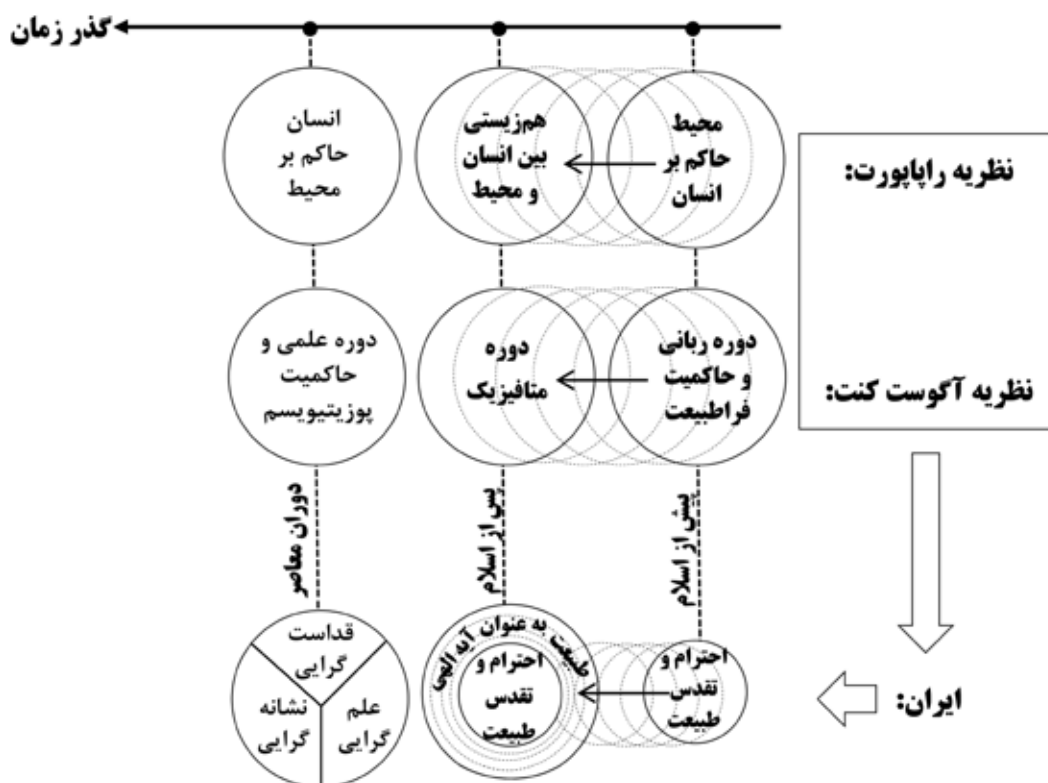 گذر زمان
نظریه راپاپورت:
محیط
حاکم بر
انسان
هم‌زیستی
بین انسان
و محیط
انسان
حاکم بر
محیط
نظریه آگوست کنت:
دوره ربانی
و حاکمیت
فراطبیعت
دوره
متافیزیک
دوره علمی و
حاکمیت
پوزیتیویسم
پیش از اسلام
پس از اسلام
دوران معاصر
ایران:
احترام و
تقدس
طبیعت
طبیعت به عنوان آیه الهی
احترام و
تقدس
طبیعت
قداست
گرایی
علم
گرایی
نشانه
گرایی